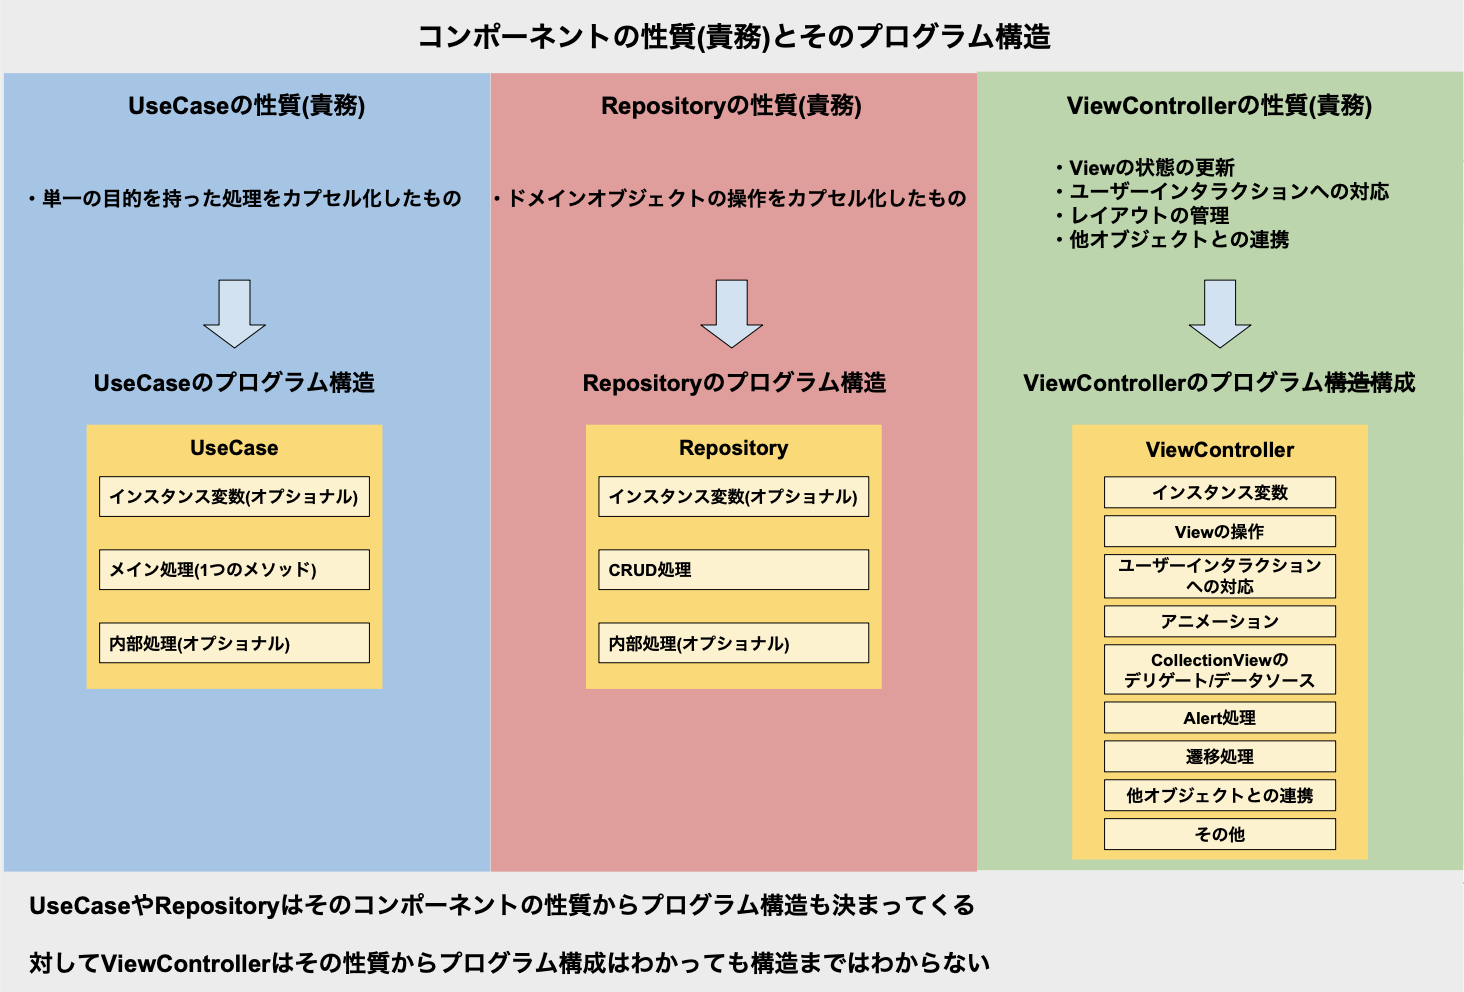 コンポーネントの性質(責務)とそのプログラム構造
UseCaseの性質(責務)
・単一の目的を持った処理をカプセル化したもの
UseCaseのプログラム構造
UseCase
インスタンス変数(オプショナル)
メイン処理(1つのメソッド)
内部処理(オプショナル)
Repositoryの性質(責務)
・ドメインオブジェクトの操作をカプセル化したもの
Repositoryのプログラム構造
Repository
インスタンス変数(オプショナル)
CRUD処理
内部処理(オプショナル)
ViewControllerの性質(責務)
・Viewの状態の更新
・ユーザーインタラクションへの対応
・レイアウトの管理
・他オブジェクトとの連携
ViewControllerのプログラム構造構成
ViewController
インスタンス変数
Viewの操作
ユーザーインタラクション
への対応
アニメーション
CollectionViewの
デリゲート/データソース
Alert処理
遷移処理
他オブジェクトとの連携
その他
UseCaseやRepositoryはそのコンポーネントの性質からプログラム構造も決まってくる
対してViewControllerはその性質からプログラム構成はわかっても構造まではわからない